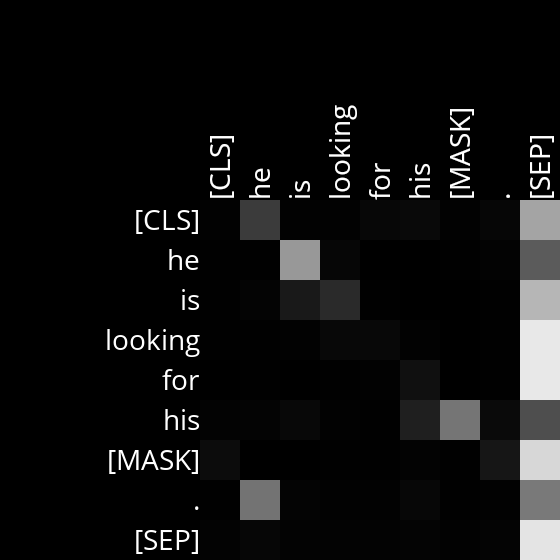 [CLS] he is looking for his [MASK] . [SEP]
[CLS]
he
is
looking
for
his
[MASK]
.
[SEP]